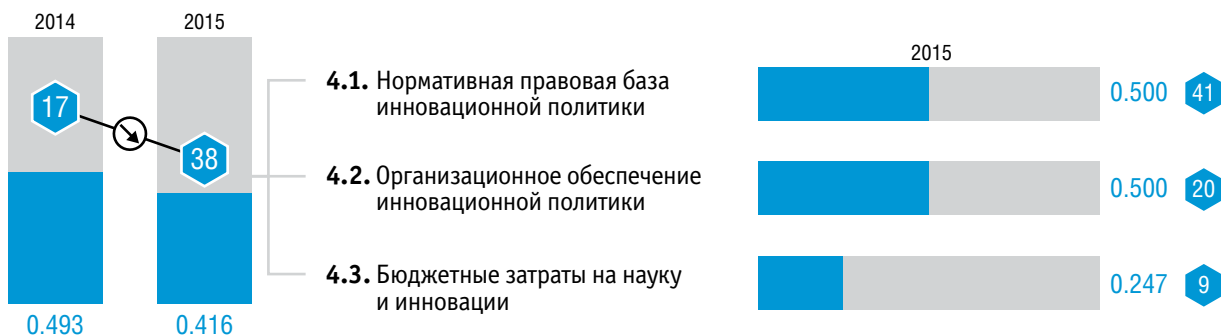 2014 2015
17
38
0.493 0.416
4.1. Нормативная правовая база
инновационной политики
4.2. Организационное обеспечение
инновационной политики
4.3. Бюджетные затраты на науку
и инновации
2015
0.500 41
0.500 20
0.247 9